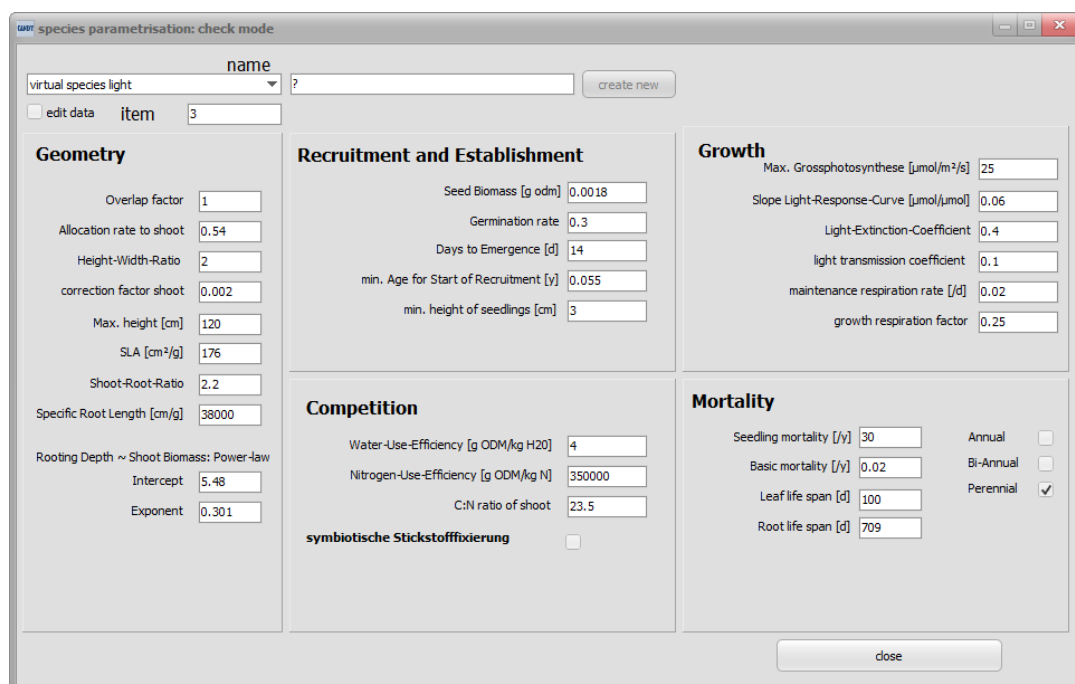 CANDY species parametrisation: check mode
name
virtual species light ? create new
edit data item 3
Geometry
Overlap factor 1
Allocation rate to shoot 0.54
Height-Width-Ratio 2
correction factor shoot 0.002
Max. height [cm] 120
SLA [cm²/g] 176
Shoot-Root-Ratio 2.2
Specific Root Length [cm/g] 38000
Rooting Depth ~ Shoot Biomass: Power-law
Intercept 5.48
Exponent 0.301
Recruitment and Establishment
Seed Biomass [g odm] 0.0018
Germination rate 0.3
Days to Emergence [d] 14
min. Age for Start of Recruitment [y] 0.055
min. height of seedlings [cm] 3
Growth
Max. Grossphotosynthese [µmol/m²/s] 25
Slope Light-Response-Curve [µmol/µmol] 0.06
Light-Extinction-Coefficient 0.4
light transmission coefficient 0.1
maintenance respiration rate [/d] 0.02
growth respiration factor 0.25
Competition
Water-Use-Efficiency [g ODM/kg H20] 4
Nitrogen-Use-Efficiency [g ODM/kg N] 350000
C:N ratio of shoot 23.5
symbiotische Stickstofffixierung
Mortality
Seedling mortality [/y] 30 Annual
Basic mortality [/y] 0.02 Bi-Annual
Leaf life span [d] 100 Perennial
Root life span [d] 709
close